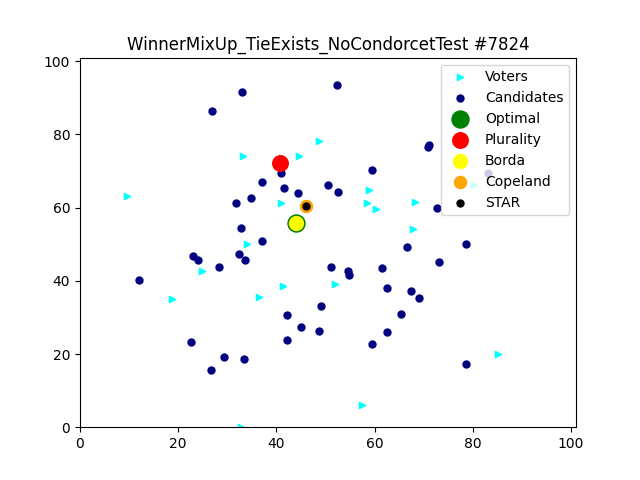 WinnerMixUp_TieExists_NoCondorcetTest #7824
100
80
60
40
20
0
0 20 40 60 80 100
Voters
Candidates
Optimal
Plurality
Borda
Copeland
STAR